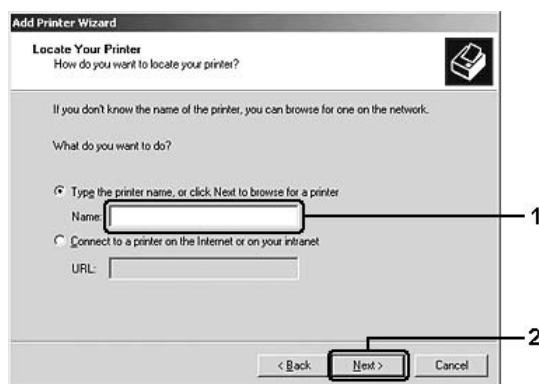 Add Printer Wizard
Locate Your Printer
How do you want to locate your printer?
If you don't know the name of the printer, you can browse for one on the network.
What do you want to do?
Type the printer name, or click Next to browse for a printer
Name:
1
Connect to a printer on the Internet or on your intranet
URL:
2
< Back Next > Cancel